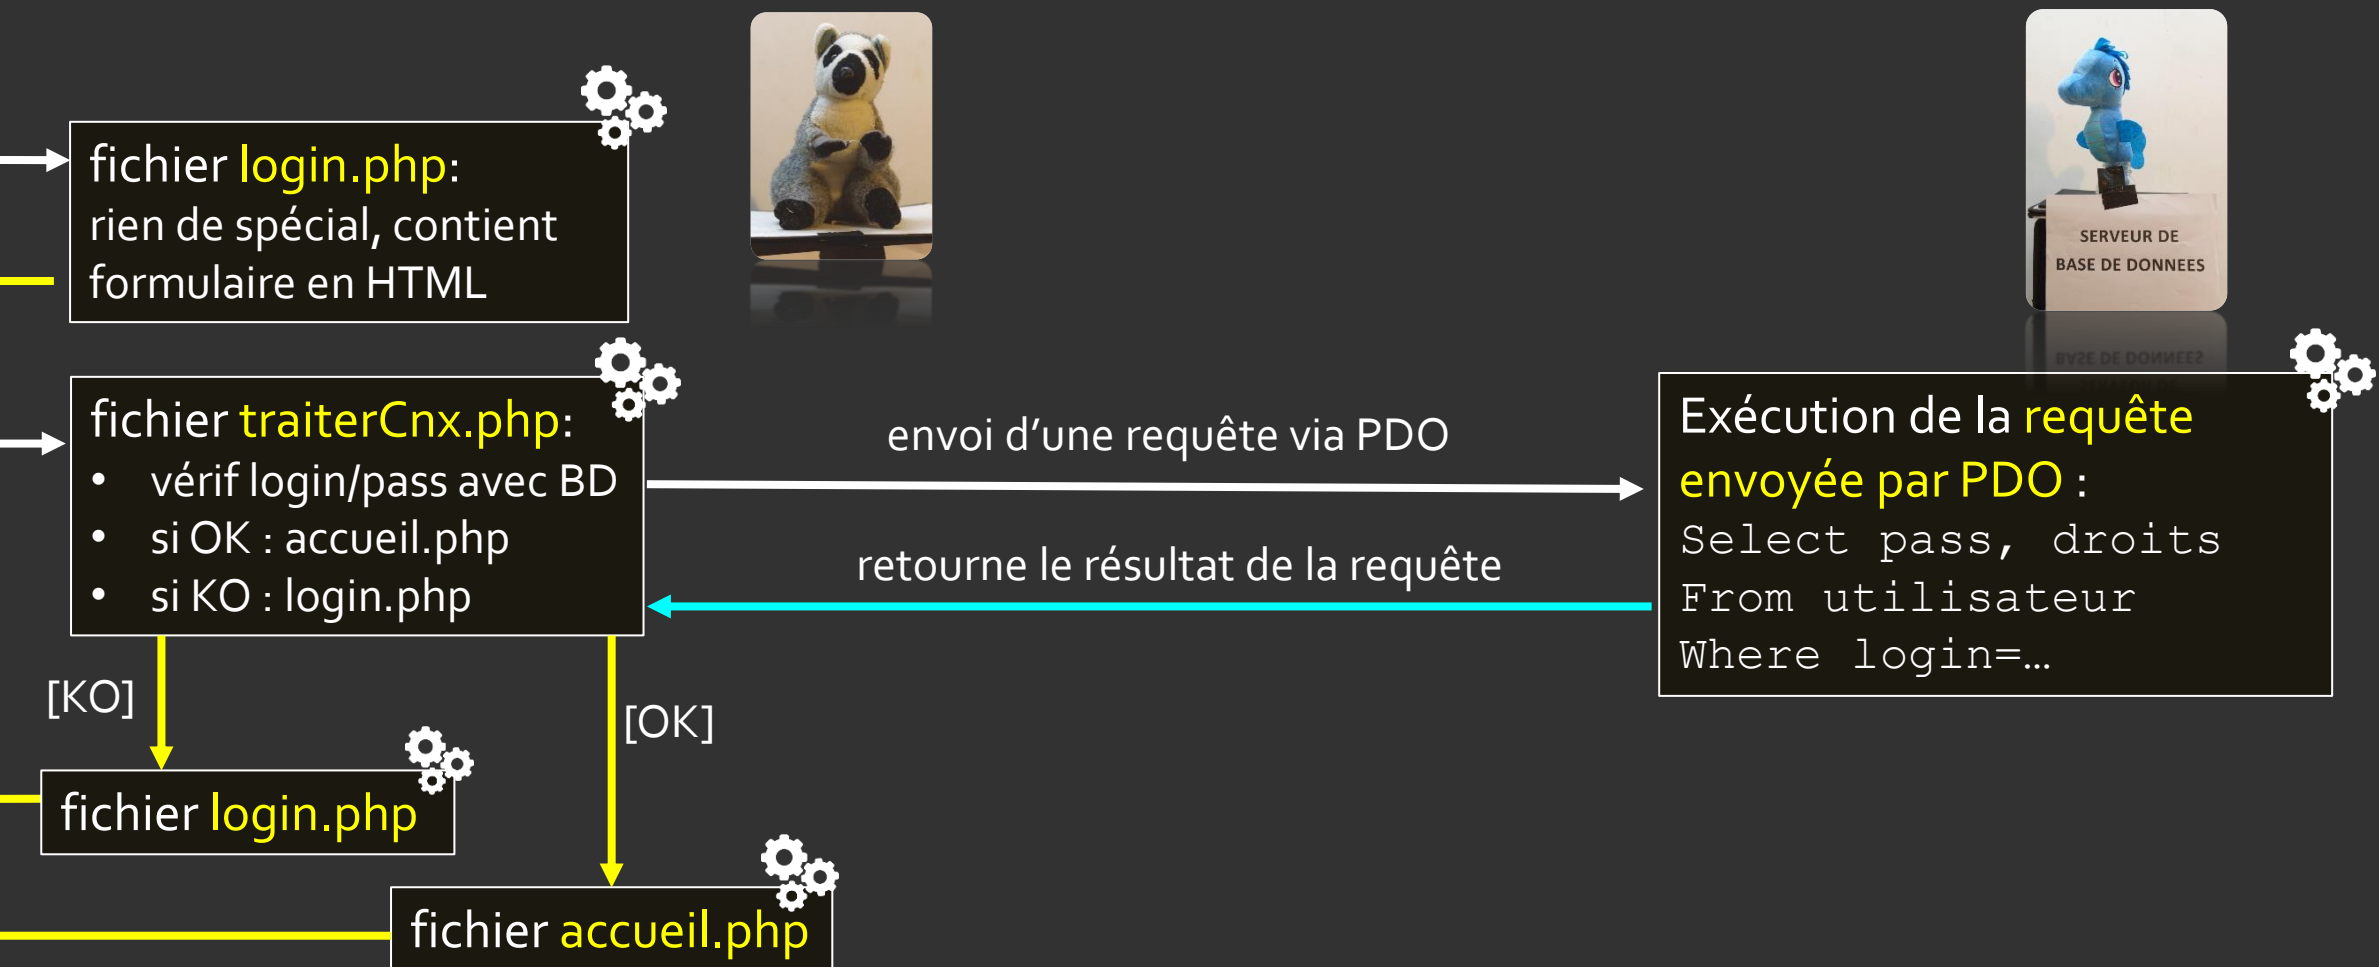 fichier login.php:
rien de spécial, contient
formulaire en HTML
SERVEUR DE
BASE DE DONNEES
fichier traiterCnx.php:
• vérif login/pass avec BD
• si OK : accueil.php
• si KO : login.php
envoi d’une requête via PDO
retourne le résultat de la requête
Exécution de la requête
envoyée par PDO :
Select pass, droits
From utilisateur
Where login=…
[KO]
[OK]
fichier login.php
fichier accueil.php